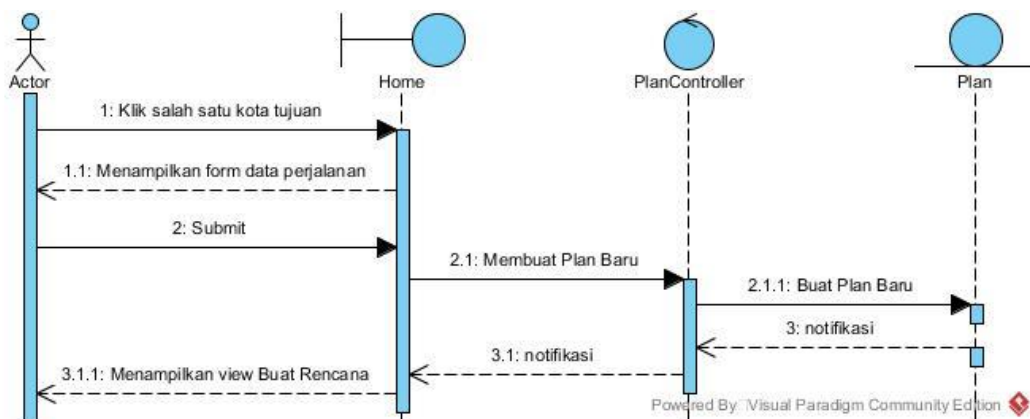 Actor
Home
PlanController
Plan
1: Klik salah satu kota tujuan
1.1: Menampilkan form data perjalanan
2: Submit
2.1: Membuat Plan Baru
2.1.1: Buat Plan Baru
3: notifikasi
3.1: notifikasi
3.1.1: Menampilkan view Buat Rencana
Powered By Visual Paradigm Community Edition